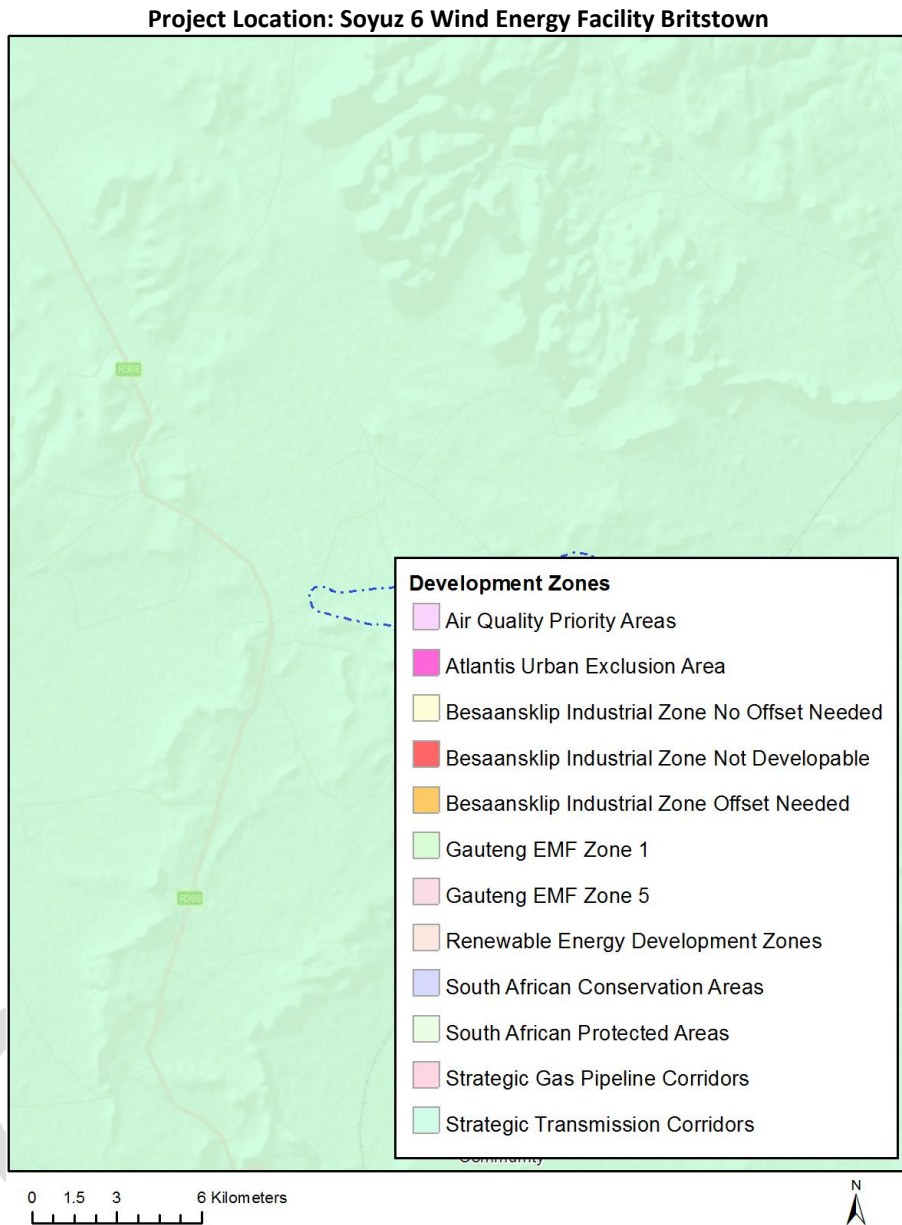 Project Location: Soyuz 6 Wind Energy Facility Britstown
R398
R398
Development Zones
Air Quality Priority Areas
Atlantis Urban Exclusion Area
Besaansklip Industrial Zone No Offset Needed
Besaansklip Industrial Zone Not Developable
Besaansklip Industrial Zone Offset Needed
Gauteng EMF Zone 1
Gauteng EMF Zone 5
Renewable Energy Development Zones
South African Conservation Areas
South African Protected Areas
Strategic Gas Pipeline Corridors
Strategic Transmission Corridors
0 1.5 3 6 Kilometers
N